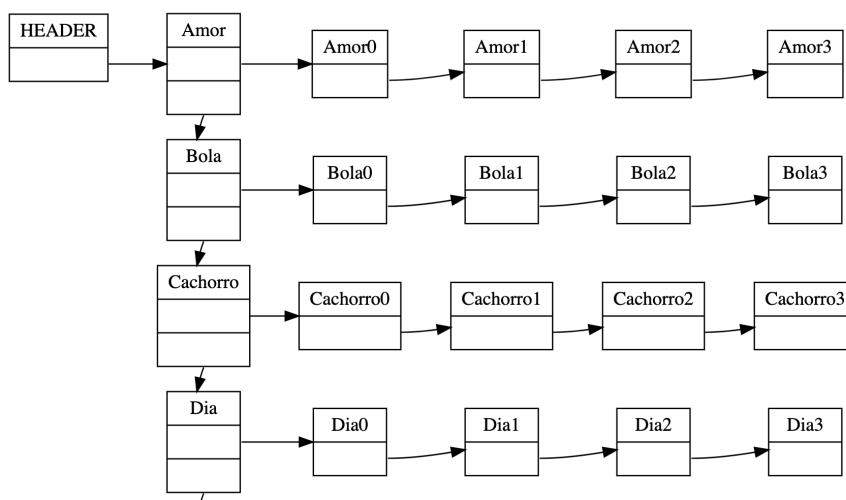 HEADER
Amor
Amor0
Amor1
Amor2
Amor3
Bola
Bola0
Bola1
Bola2
Bola3
Cachorro
Cachorro0
Cachorro1
Cachorro2
Cachorro3
Dia
Dia0
Dia1
Dia2
Dia3